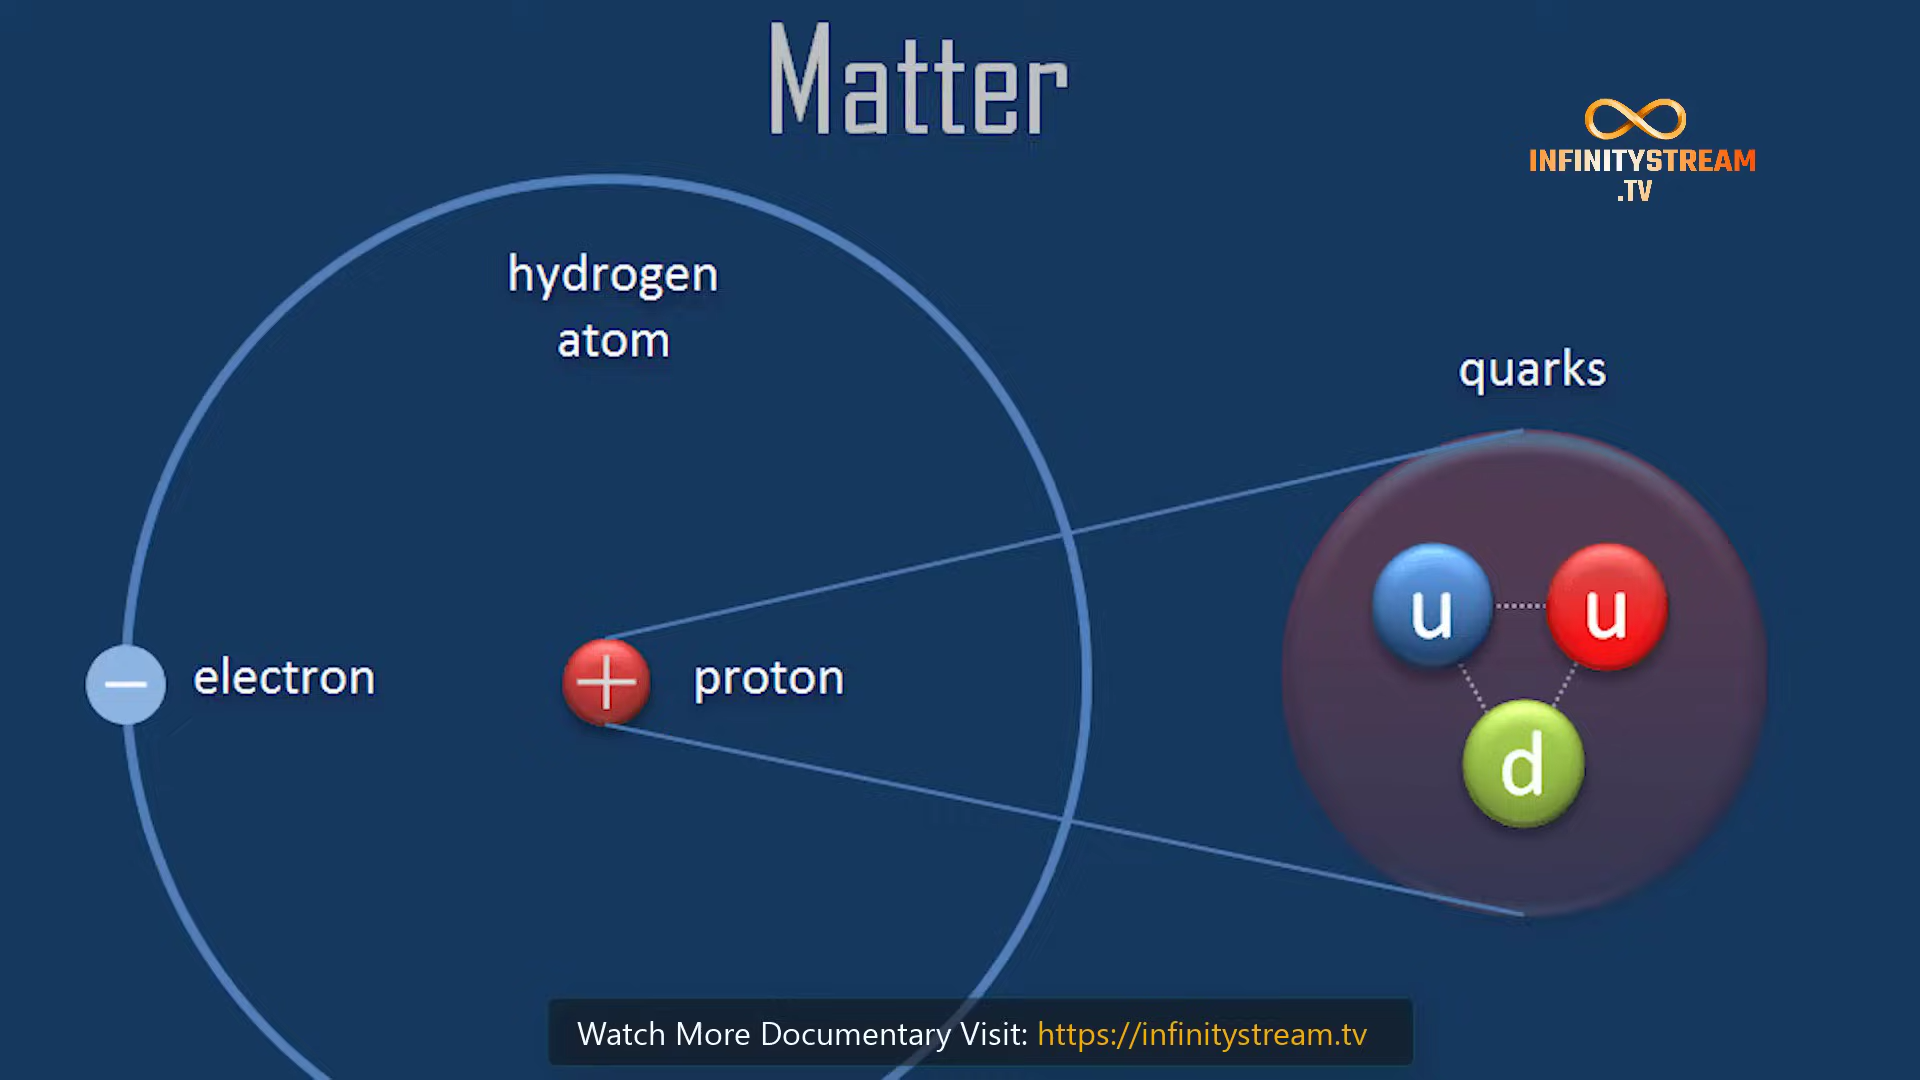 Matter
INFINITYSTREAM
.TV
hydrogen
atom
quarks
u
u
electron
+
proton
d
Watch More Documentary Visit: https://infinitystream.tv